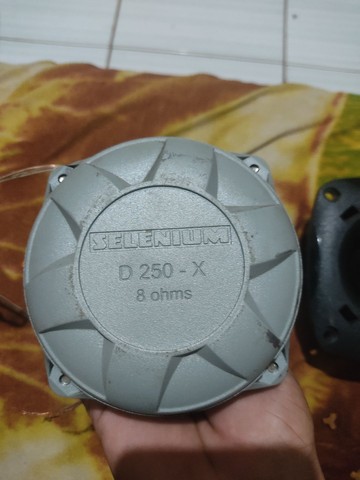 SELENIUM
D 250 - X
8 ohms